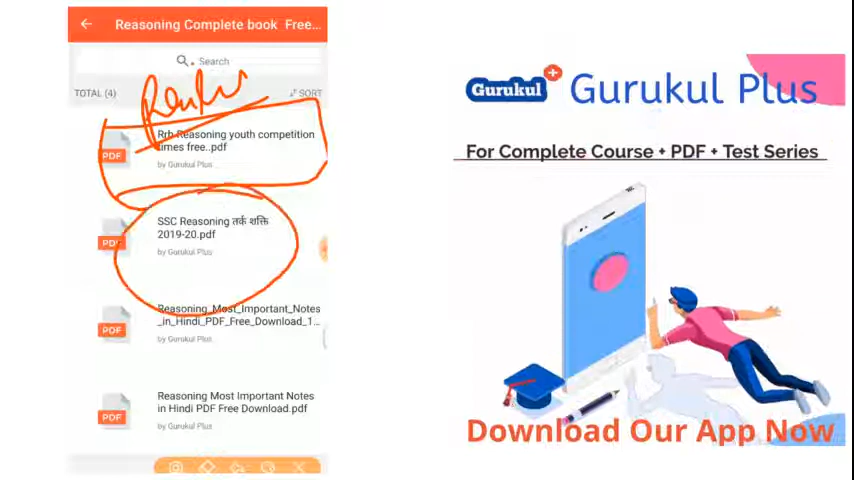 Reasoning Complete book Free...
Search
TOTAL (4)
SORT
Rrb Reasoning youth competition
times free..pdf
by Gurukul Plus
PDF
SSC Reasoning तर्क शक्ति
2019-20.pdf
by Gurukul Plus
PDF
Reasoning_Most_Important_Notes
_in_Hindi_PDF_Free_Download_1...
by Gurukul Plus
PDF
Reasoning Most Important Notes
in Hindi PDF Free Download.pdf
by Gurukul Plus
PDF
Gurukul+
Gurukul Plus
For Complete Course + PDF + Test Series
Download Our App Now